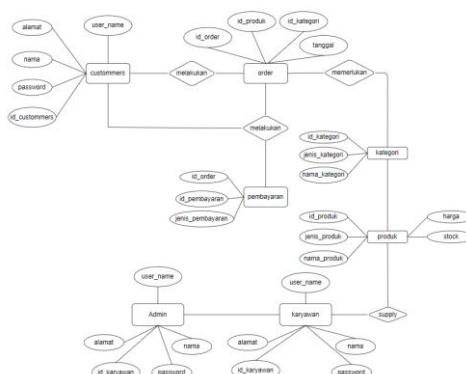 id_produk
id_kategori
alamat
user_name
id_order
tanggal
nama
custommers
melakukan
order
memerlukan
password
id_custommers
melakukan
id_kategori
jenis_kategori
kategori
nama_kategori
id_order
id_pembayaran
pembayaran
jenis_pembayaran
id_produk
harga
jenis_produk
produk
stock
nama_produk
user_name
user_name
Admin
karyawan
supply
alamat
nama
alamat
nama
id_karyawan
password
id_karyawan
password